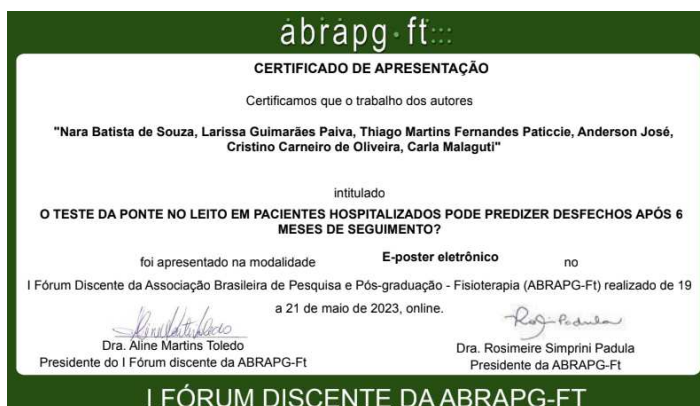 abrapg·ft:::
CERTIFICADO DE APRESENTAÇÃO
Certificamos que o trabalho dos autores
"Nara Batista de Souza, Larissa Guimarães Paiva, Thiago Martins Fernandes Paticcie, Anderson José,
Cristino Carneiro de Oliveira, Carla Malaguti"
intitulado
O TESTE DA PONTE NO LEITO EM PACIENTES HOSPITALIZADOS PODE PREDIZER DESFECHOS APÓS 6
MESES DE SEGUIMENTO?
foi apresentado na modalidade E-poster eletrônico no
I Fórum Discente da Associação Brasileira de Pesquisa e Pós-graduação - Fisioterapia (ABRAPG-Ft) realizado de 19
a 21 de maio de 2023, online.
Dra. Aline Martins Toledo
Presidente do I Fórum discente da ABRAPG-Ft
Dra. Rosimeire Simprini Padula
Presidente da ABRAPG-Ft
I FÓRUM DISCENTE DA ABRAPG-FT